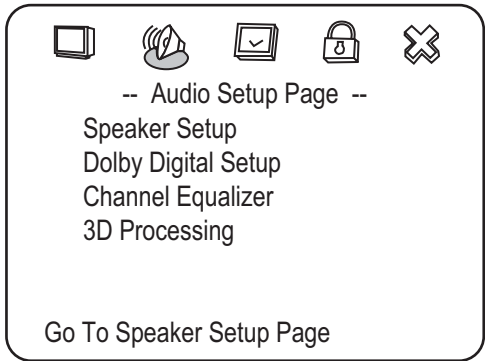 -- Audio Setup Page --
Speaker Setup
Dolby Digital Setup
Channel Equalizer
3D Processing
Go To Speaker Setup Page